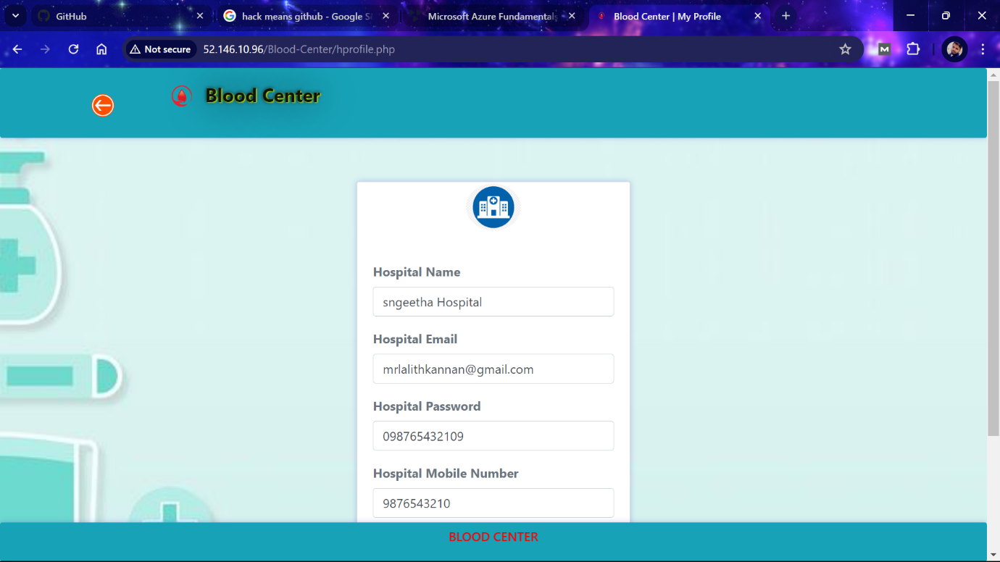 GitHub
hack means github - Google S
Microsoft Azure Fundamentals
Blood Center | My Profile
Not secure
52.146.10.96/Blood-Center/hprofile.php
Blood Center
Hospital Name
sngeetha Hospital
Hospital Email
mrlalithkannan@gmail.com
Hospital Password
098765432109
Hospital Mobile Number
9876543210
BLOOD CENTER